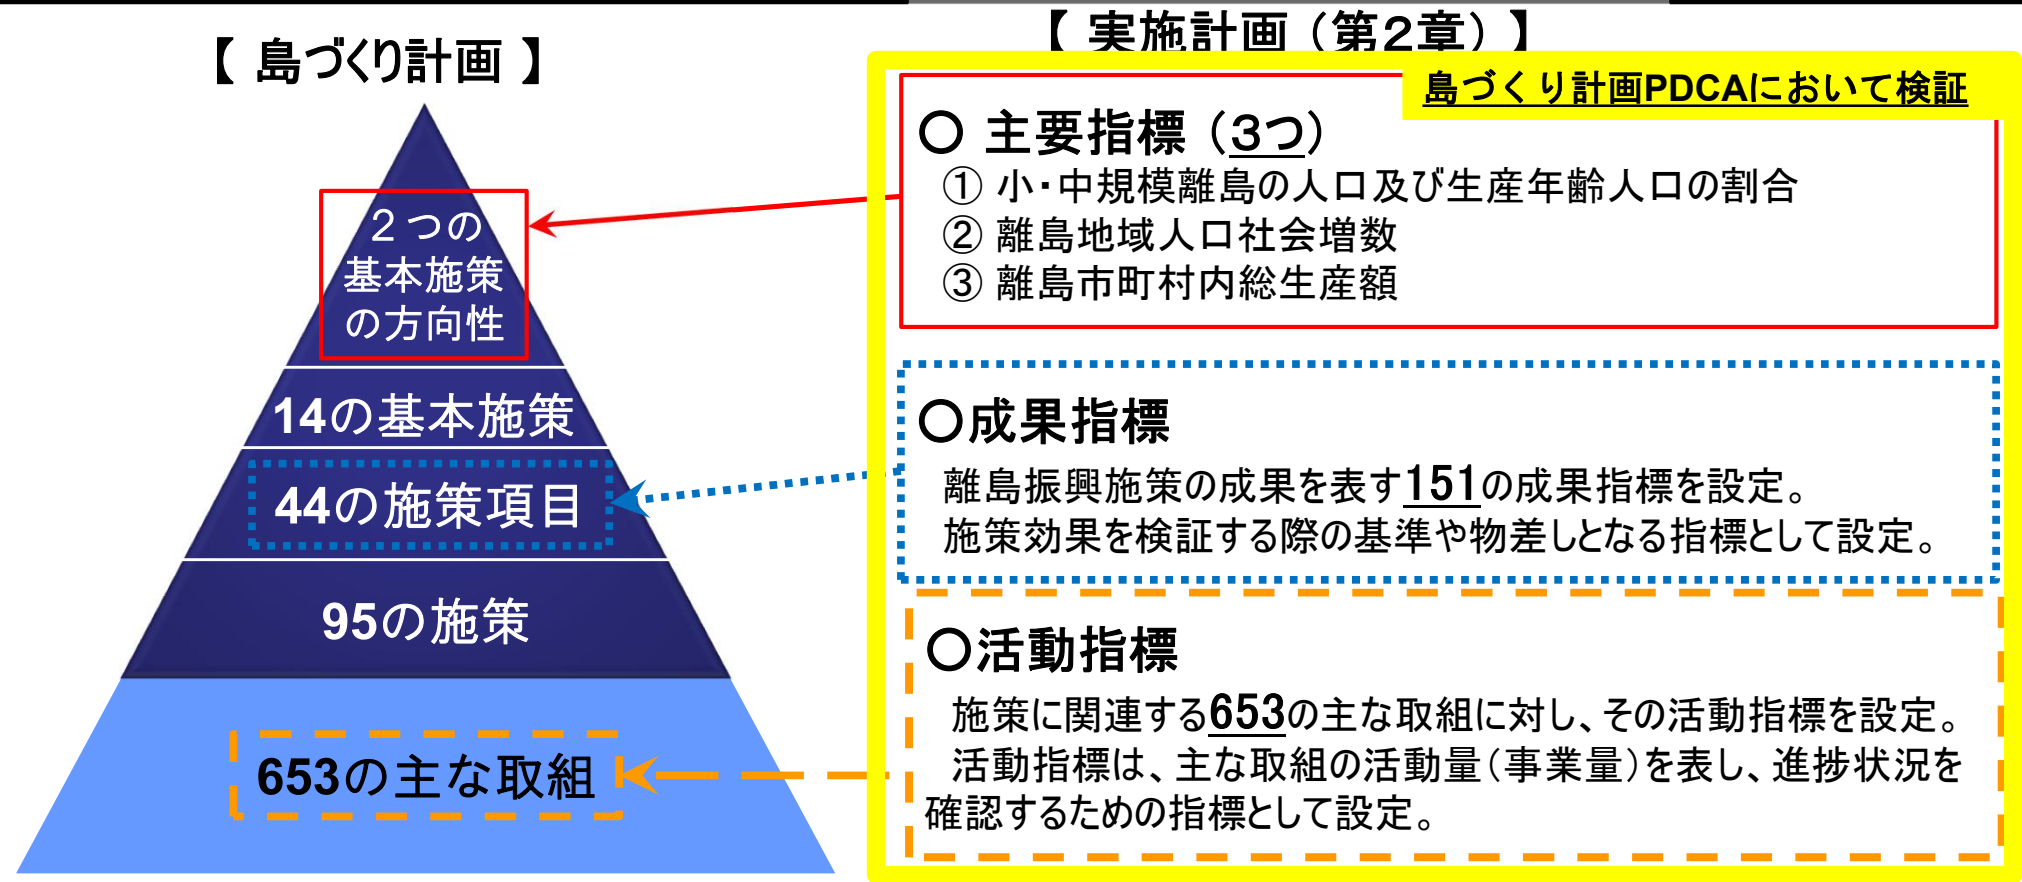 【 島づくり計画 】
2つの
基本施策
の方向性
14の基本施策
44の施策項目
95の施策
653の主な取組
【 実施計画（第2章）】
島づくり計画PDCAにおいて検証
○ 主要指標（3つ）
① 小・中規模離島の人口及び生産年齢人口の割合
② 離島地域人口社会増数
③ 離島市町村内総生産額
○成果指標
離島振興施策の成果を表す151の成果指標を設定。
施策効果を検証する際の基準や物差しとなる指標として設定。
○活動指標
施策に関連する653の主な取組に対し、その活動指標を設定。
活動指標は、主な取組の活動量（事業量）を表し、進捗状況を
確認するための指標として設定。